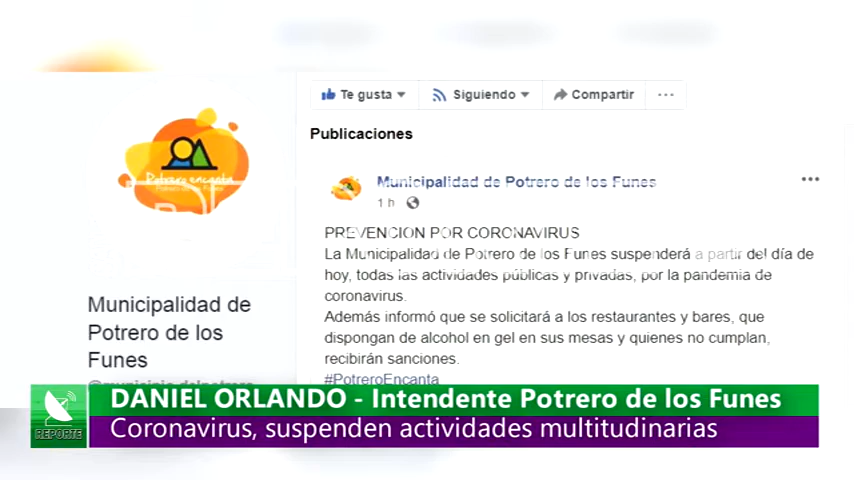 Te gusta
Siguiendo
Compartir
Publicaciones
Potrero encanta
Potrero de los Funes
Municipalidad de Potrero de los Funes
1 h
PREVENCION POR CORONAVIRUS
La Municipalidad de Potrero de los Funes suspenderá a partir del día de
hoy, todas las actividades públicas y privadas, por la pandemia de
coronavirus.
Además informó que se solicitará a los restaurantes y bares, que
dispongan de alcohol en gel en sus mesas y quienes no cumplan,
recibirán sanciones.
#PotreroEncanta
Municipalidad de
Potrero de los
Funes
DANIEL ORLANDO - Intendente Potrero de los Funes
Coronavirus, suspenden actividades multitudinarias
REPORTE